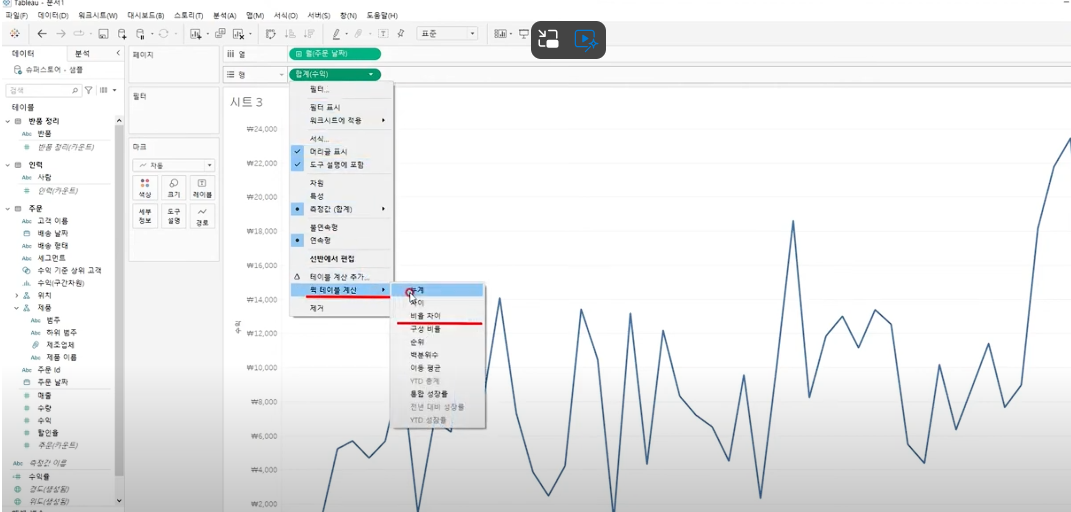 Tableau - 문서1
파일(F) 데이터(D) 워크시트(W) 대시보드(B) 스토리(T) 분석(A) 맵(M) 서식(O) 서버(S) 창(N) 도움말(H)
표준
데이터 분석
슈퍼스토어 - 샘플
검색
테이블
반품 정리
Abc 반품
반품 정리(카운트)
인력
Abc 사람
인력(카운트)
주문
Abc 고객 이름
배송 날짜
Abc 배송 형태
Abc 세그먼트
수익 기준 상위 고객
수익(구간차원)
위치
제품
Abc 범주
Abc 하위 범주
제조업체
Abc 제품 이름
Abc 주문 Id
주문 날짜
매출
수량
수익
할인율
주문(카운트)
Abc 측정값 이름
수익률
경도(생성됨)
위도(생성됨)
페이지
필터
마크
자동
색상 크기 레이블
세부 정보 도구 설명 경로
열 월(주문 날짜)
행 합계(수익)
시트 3
필터...
필터 표시
워크시트에 적용
서식...
머리글 표시
도구 설명에 포함
차원
특성
측정값 (합계)
불연속형
연속형
선반에서 편집
테이블 계산 추가...
퀵 테이블 계산
제거
누계
차이
비율 차이
구성 비율
순위
백분위수
이동 평균
YTD 총계
통합 성장률
전년 대비 성장률
YTD 성장률
수익
₩24,000
₩22,000
₩20,000
₩18,000
₩16,000
₩14,000
₩12,000
₩10,000
₩8,000
₩6,000
₩4,000
₩2,000